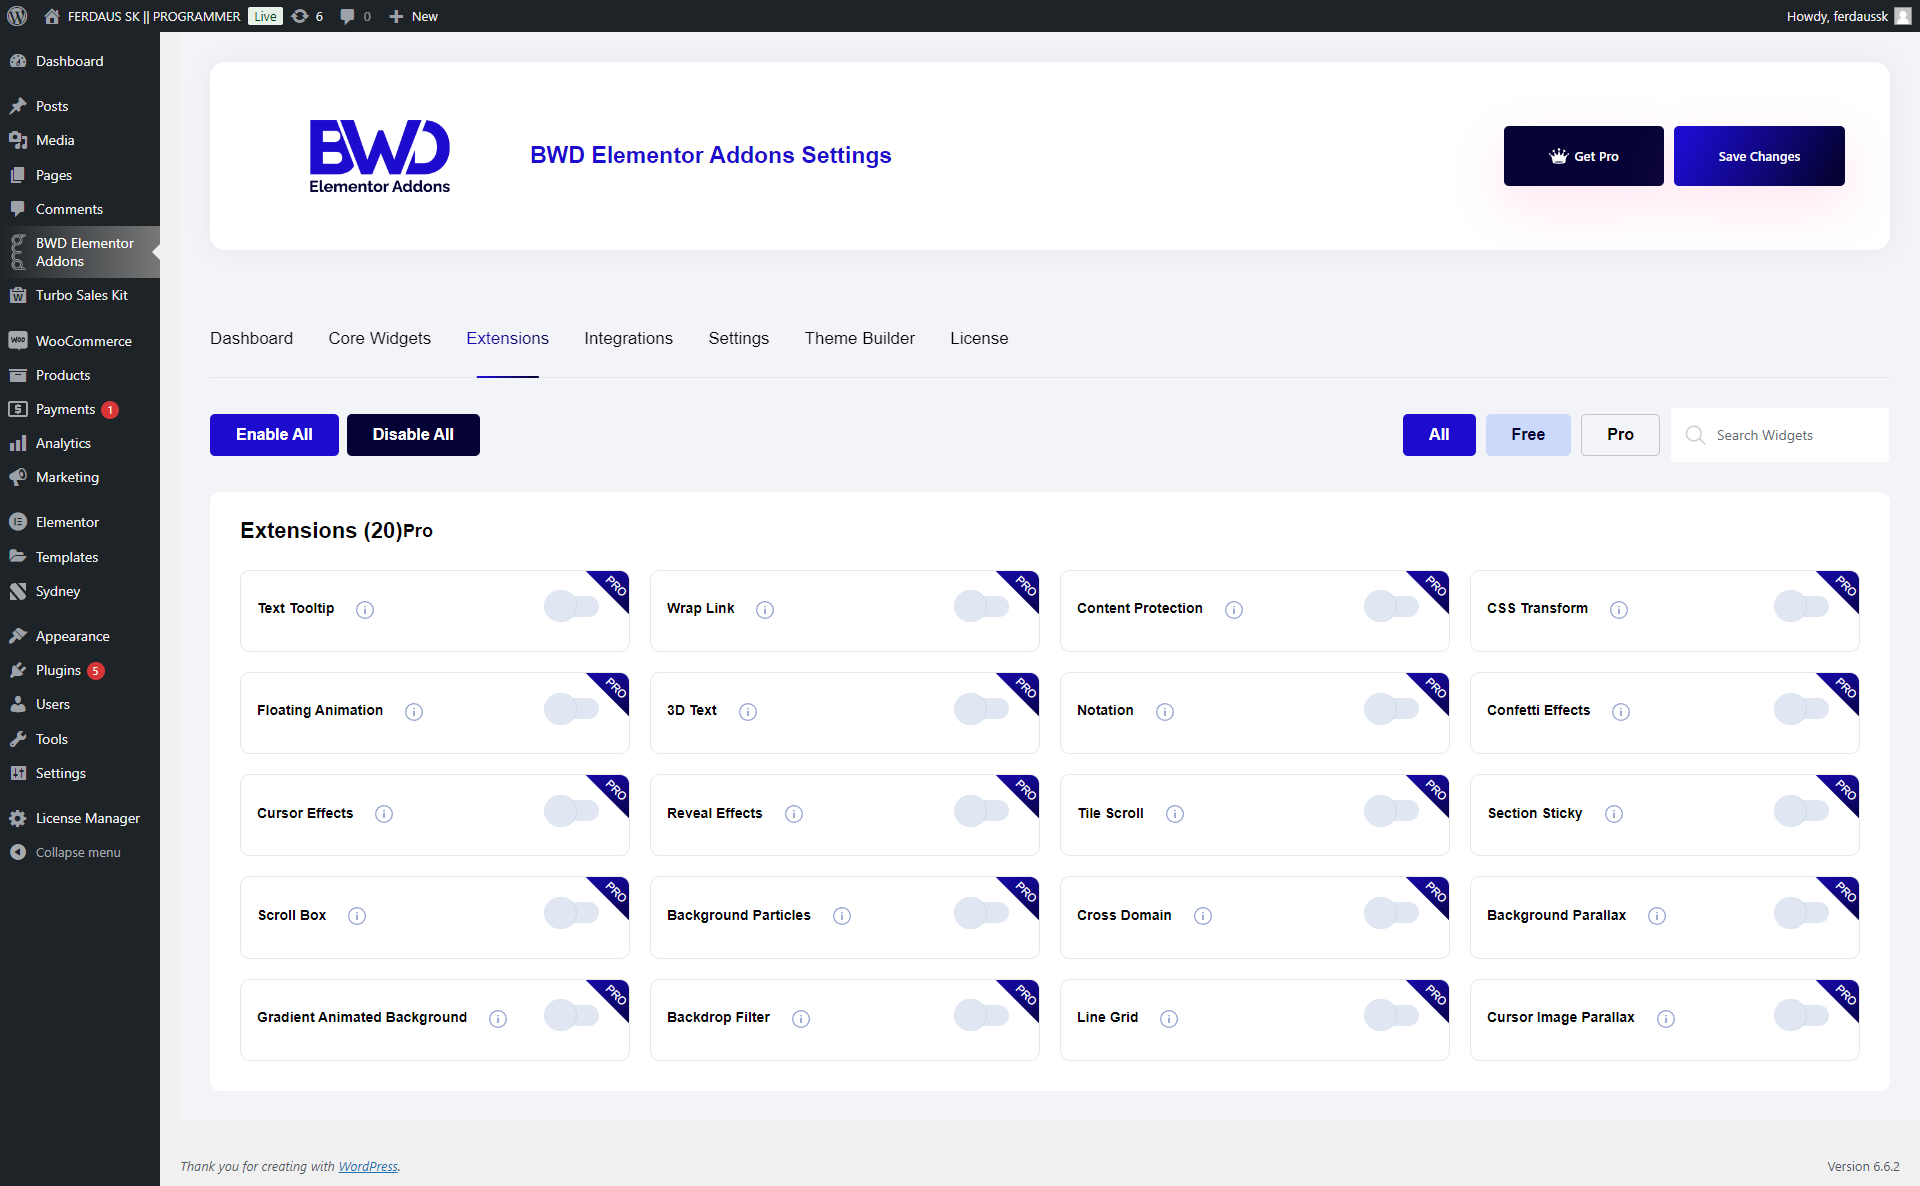 FERDAUS SK || PROGRAMMER Live 6 0 New Howdy, ferdaussk
Dashboard
Posts
Media
Pages
Comments
BWD Elementor
Addons
Turbo Sales Kit
WooCommerce
Products
Payments 1
Analytics
Marketing
Elementor
Templates
Sydney
Appearance
Plugins 5
Users
Tools
Settings
License Manager
Collapse menu
BWD
Elementor Addons
BWD Elementor Addons Settings
Get Pro
Save Changes
Dashboard Core Widgets Extensions Integrations Settings Theme Builder License
Enable All Disable All All Free Pro Search Widgets
Extensions (20)Pro
Text Tooltip PRO Wrap Link PRO Content Protection PRO CSS Transform PRO
Floating Animation PRO 3D Text PRO Notation PRO Confetti Effects PRO
Cursor Effects PRO Reveal Effects PRO Tile Scroll PRO Section Sticky PRO
Scroll Box PRO Background Particles PRO Cross Domain PRO Background Parallax PRO
Gradient Animated Background PRO Backdrop Filter PRO Line Grid PRO Cursor Image Parallax PRO
Thank you for creating with WordPress. Version 6.6.2